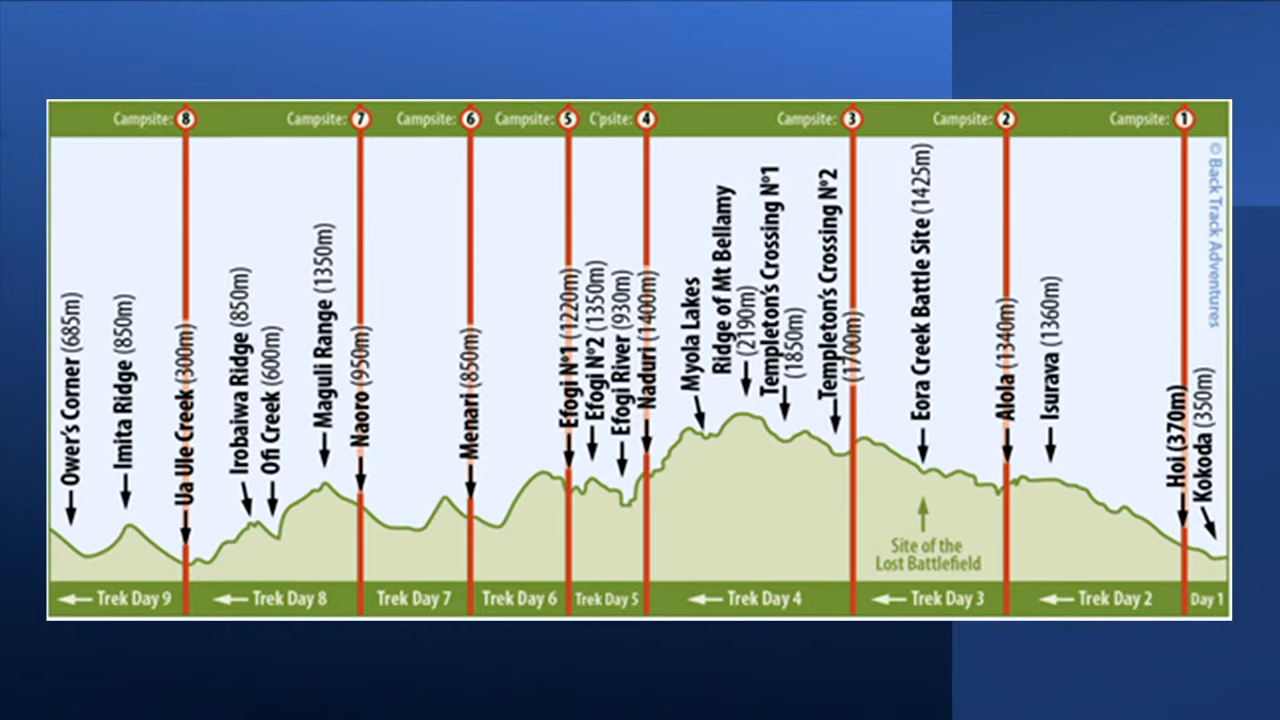 Campsite: 8
Campsite: 7
Campsite: 6
Campsite: 5
C'psite: 4
Campsite: 3
Campsite: 2
Campsite: 1
Ower's Corner (685m)
Imita Ridge (850m)
Ua Ule Creek (300m)
Irobaiwa Ridge (850m)
Ofi Creek (600m)
Maguli Range (1350m)
Naoro (950m)
Menari (850m)
Efogi Nº1 (1220m)
Efogi Nº2 (1350m)
Efogi River (930m)
Naduri (1400m)
Myola Lakes
Ridge of Mt Bellamy
(2190m)
Templeton's Crossing Nº1
(1850m)
Templeton's Crossing Nº2
(1700m)
Eora Creek Battle Site (1425m)
Alola (1340m)
Isurava (1360m)
Hoi (370m)
Kokoda (350m)
© Back Track Adventures
Site of the
Lost Battlefield
Trek Day 9
Trek Day 8
Trek Day 7
Trek Day 6
Trek Day 5
Trek Day 4
Trek Day 3
Trek Day 2
Day 1